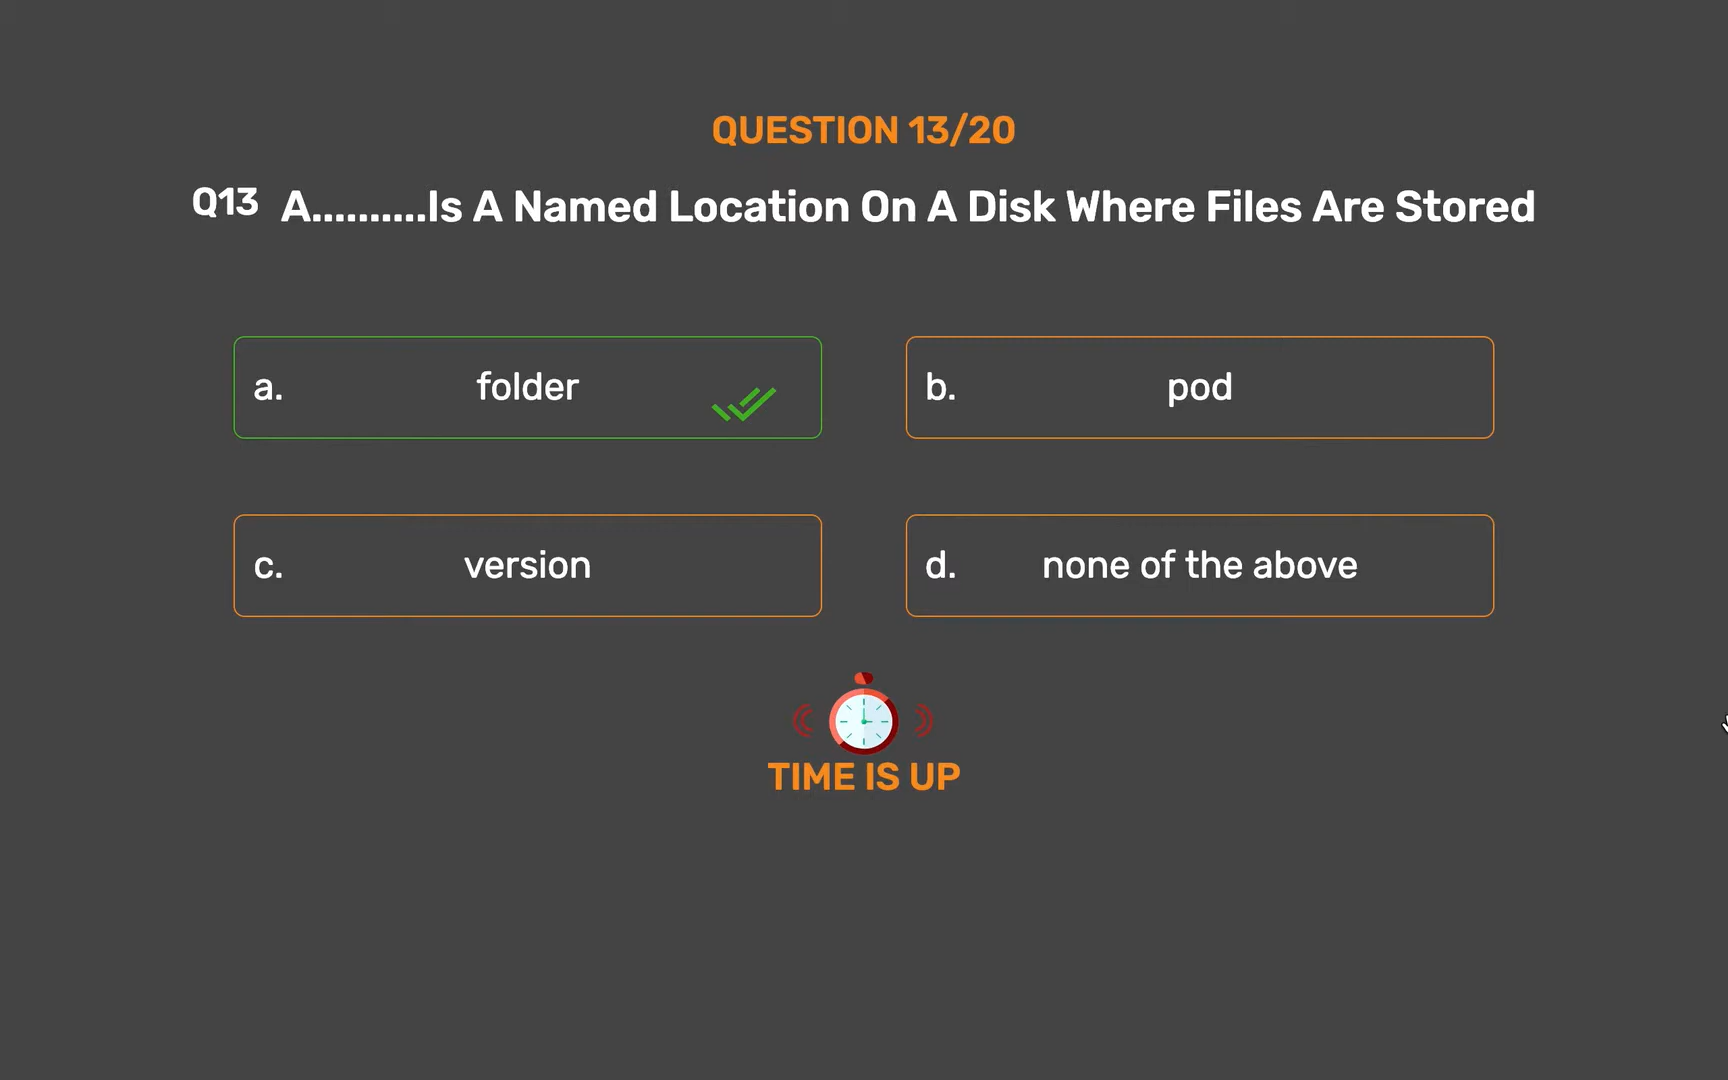 QUESTION 13/20
Q13 A..........Is A Named Location On A Disk Where Files Are Stored
a. folder
b. pod
c. version
d. none of the above
TIME IS UP